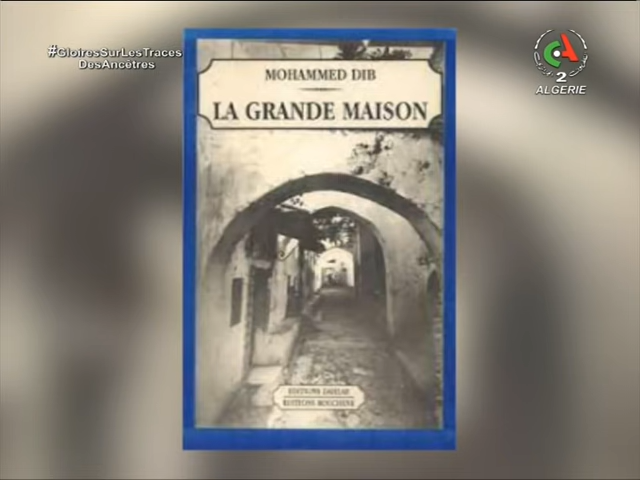 #GloiresSurLesTraces
DesAncêtres
2
ALGERIE
MOHAMMED DIB
LA GRANDE MAISON
EDITIONS DAHLAB
EDITIONS BOUCHENE